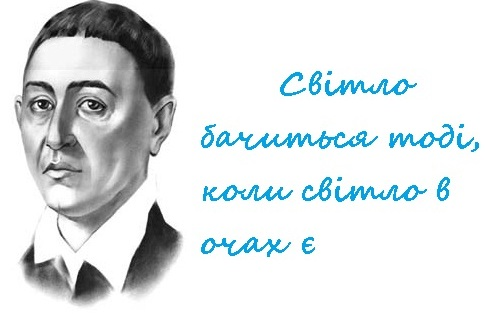 Світло
бачиться тоді,
коли світло в
очах є